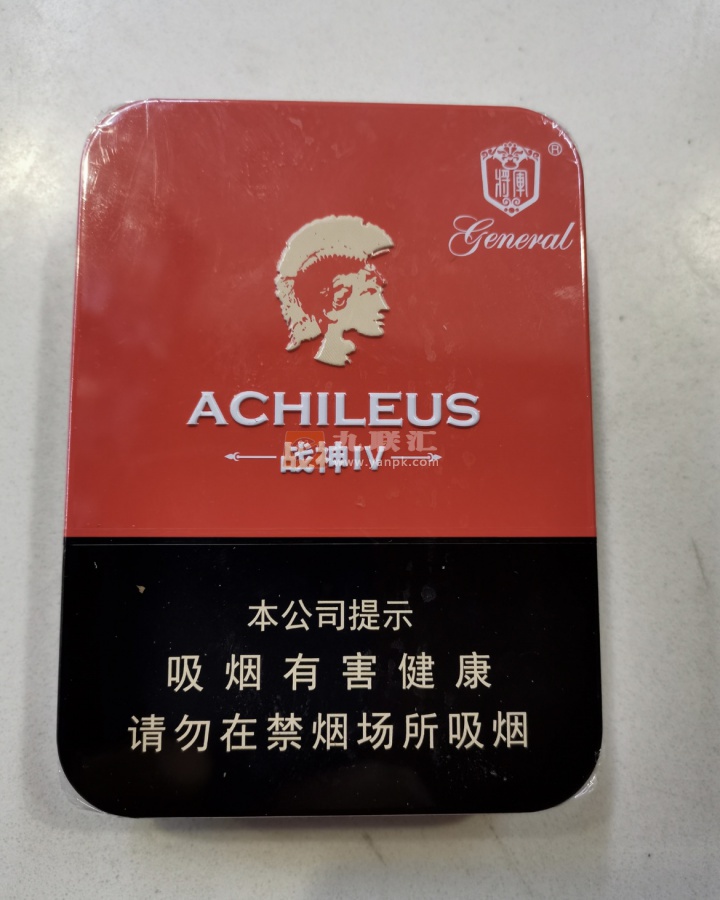 將軍
®
General
ACHILEUS
战神IV
九联汇
www.yanpk.com
本公司提示
吸烟有害健康
请勿在禁烟场所吸烟